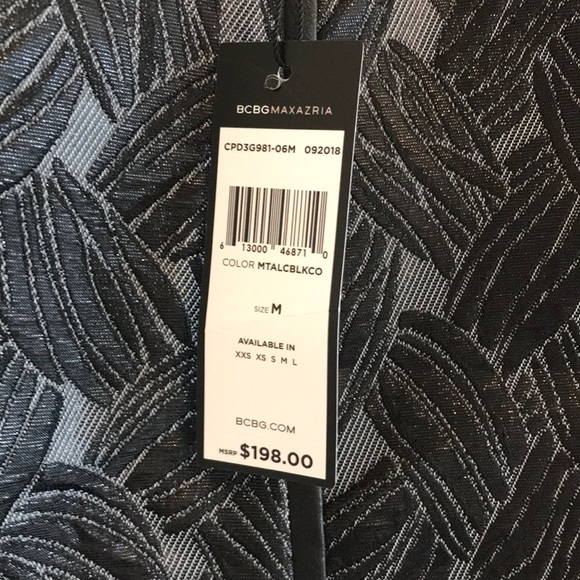 BCBGMAXAZRIA
CPD3G981-06M 092018
6 13000 46871 0
COLOR MTALCBLKCO
SIZE M
AVAILABLE IN
XXS XS S M L
BCBG.COM
MSRP $198.00